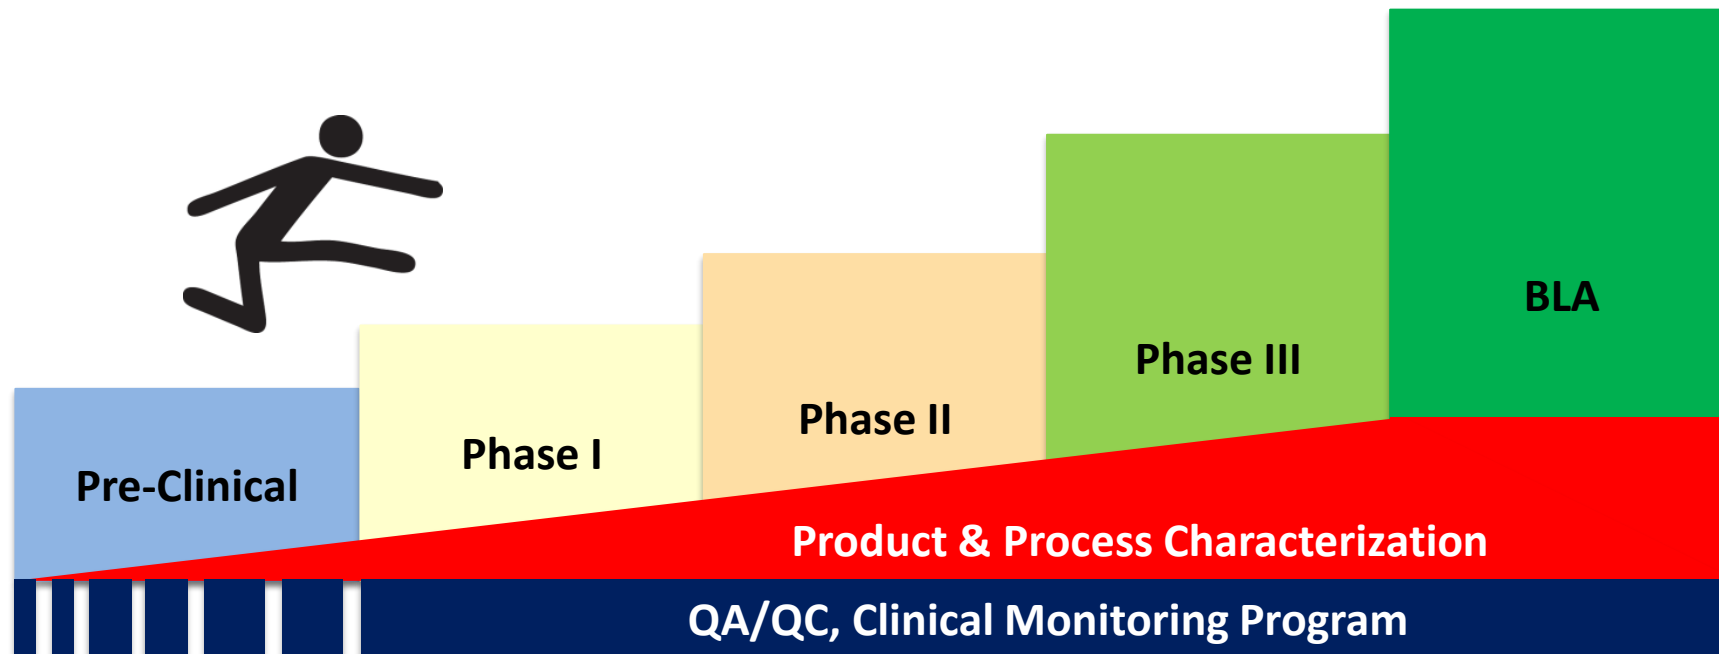 Pre-Clinical
Phase I
Phase II
Phase III
BLA
Product & Process Characterization
QA/QC, Clinical Monitoring Program